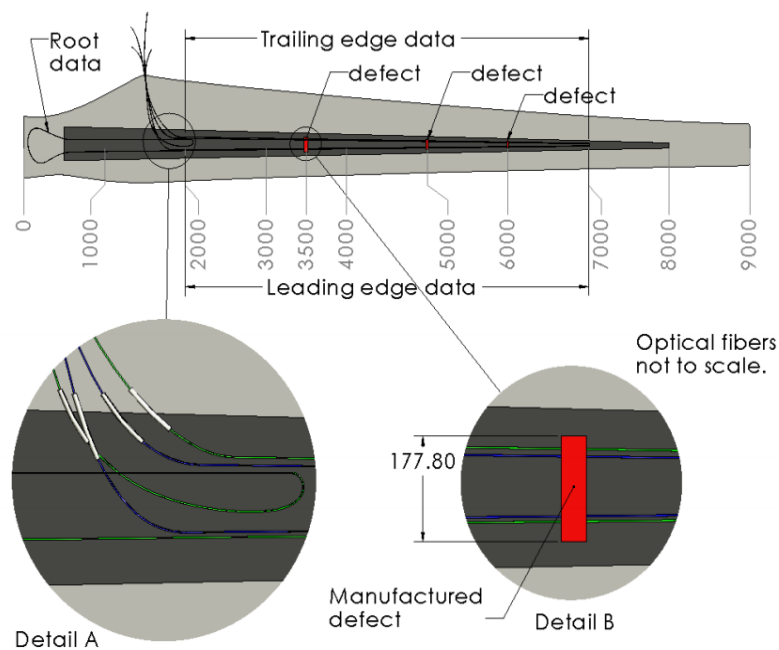 Root
data
Trailing edge data
defect
defect
defect
0
1000
2000
3000
3500
4000
5000
6000
7000
8000
9000
Leading edge data
Optical fibers
not to scale.
177.80
Manufactured
defect
Detail A
Detail B